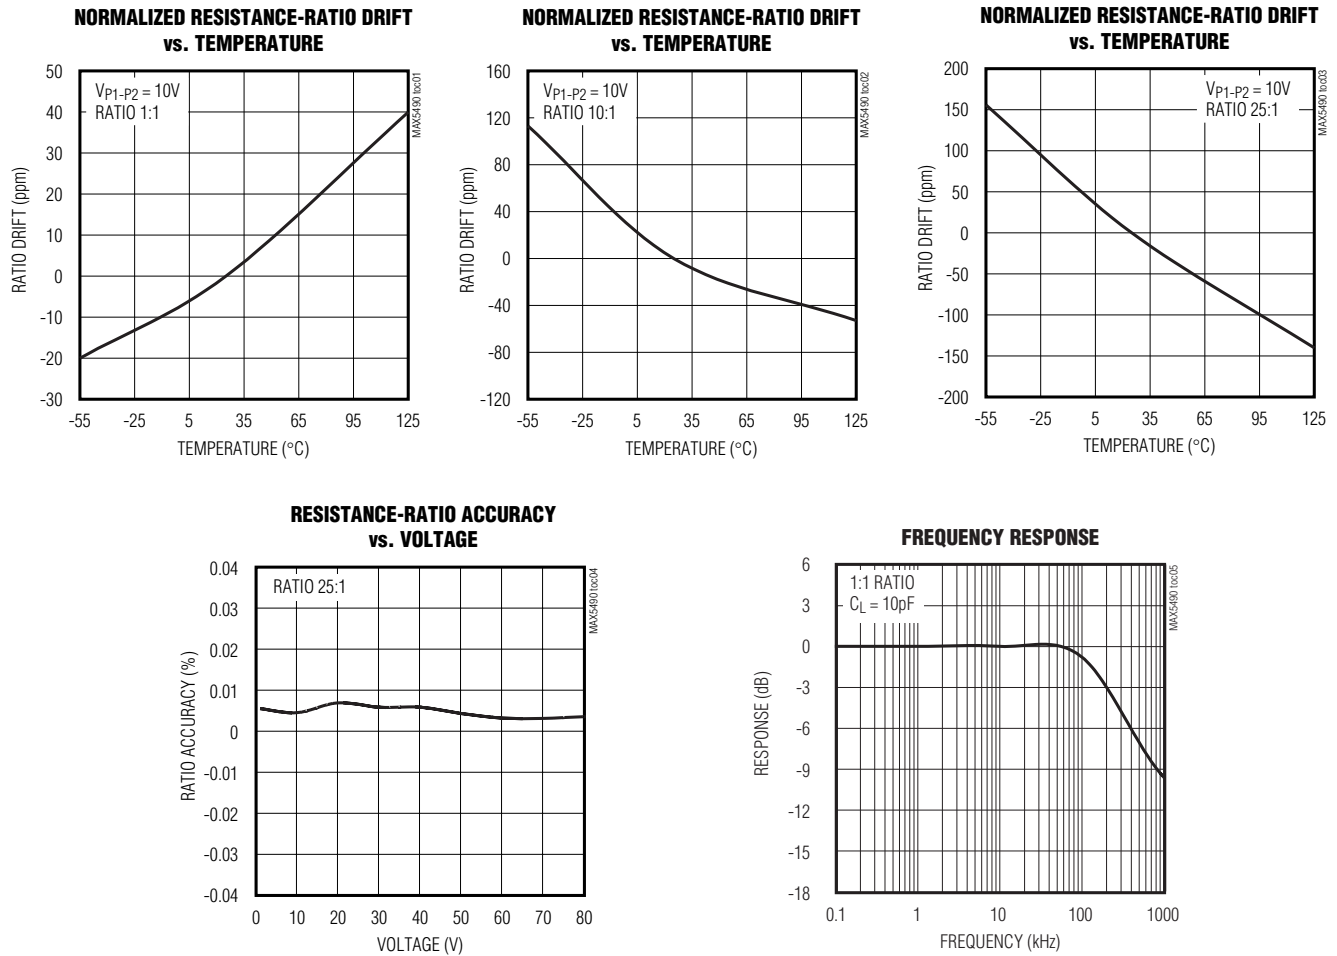 NORMALIZED RESISTANCE-RATIO DRIFT
vs. TEMPERATURE
50
40
30
20
10
0
-10
-20
-30
RATIO DRIFT (ppm)
VP1-P2 = 10V
RATIO 1:1
MAX5490 toc01
-55 -25 5 35 65 95 125
TEMPERATURE (°C)
NORMALIZED RESISTANCE-RATIO DRIFT
vs. TEMPERATURE
160
120
80
40
0
-40
-80
-120
RATIO DRIFT (ppm)
VP1-P2 = 10V
RATIO 10:1
MAX5490 toc02
-55 -25 5 35 65 95 125
TEMPERATURE (°C)
NORMALIZED RESISTANCE-RATIO DRIFT
vs. TEMPERATURE
200
150
100
50
0
-50
-100
-150
-200
RATIO DRIFT (ppm)
VP1-P2 = 10V
RATIO 25:1
MAX5490 toc03
-55 -25 5 35 65 95 125
TEMPERATURE (°C)
RESISTANCE-RATIO ACCURACY
vs. VOLTAGE
0.04
0.03
0.02
0.01
0
-0.01
-0.02
-0.03
-0.04
RATIO ACCURACY (%)
RATIO 25:1
MAX5490 toc04
0 10 20 30 40 50 60 70 80
VOLTAGE (V)
FREQUENCY RESPONSE
6
3
0
-3
-6
-9
-12
-15
-18
RESPONSE (dB)
1:1 RATIO
CL = 10pF
MAX5490 toc05
0.1 1 10 100 1000
FREQUENCY (kHz)